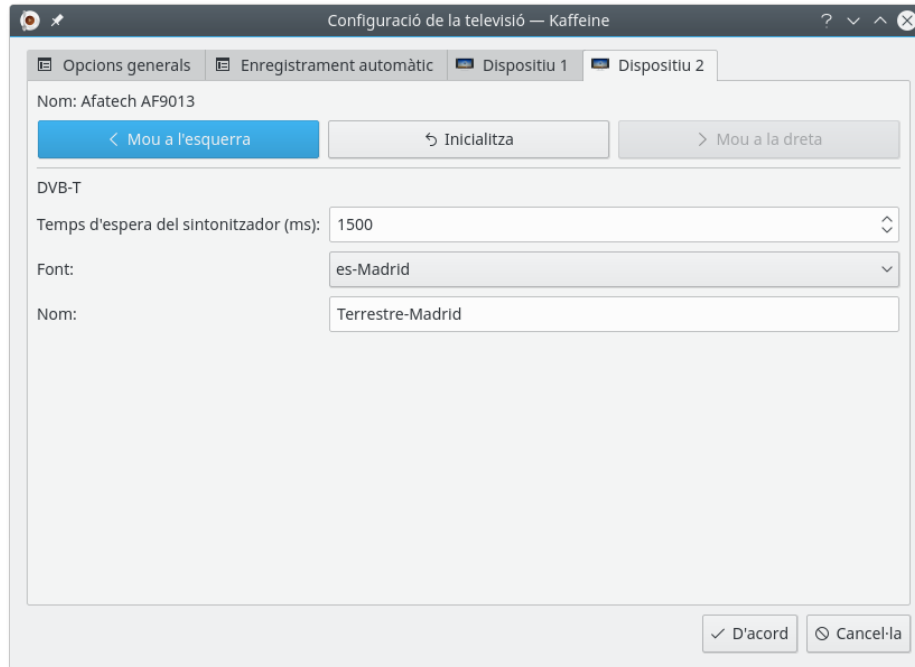 Configuració de la televisió — Kaffeine
Opcions generals Enregistrament automàtic Dispositiu 1 Dispositiu 2
Nom: Afatech AF9013
Mou a l'esquerra Inicialitza Mou a la dreta
DVB-T
Temps d'espera del sintonitzador (ms): 1500
Font: es-Madrid
Nom: Terrestre-Madrid
D'acord Cancel·la